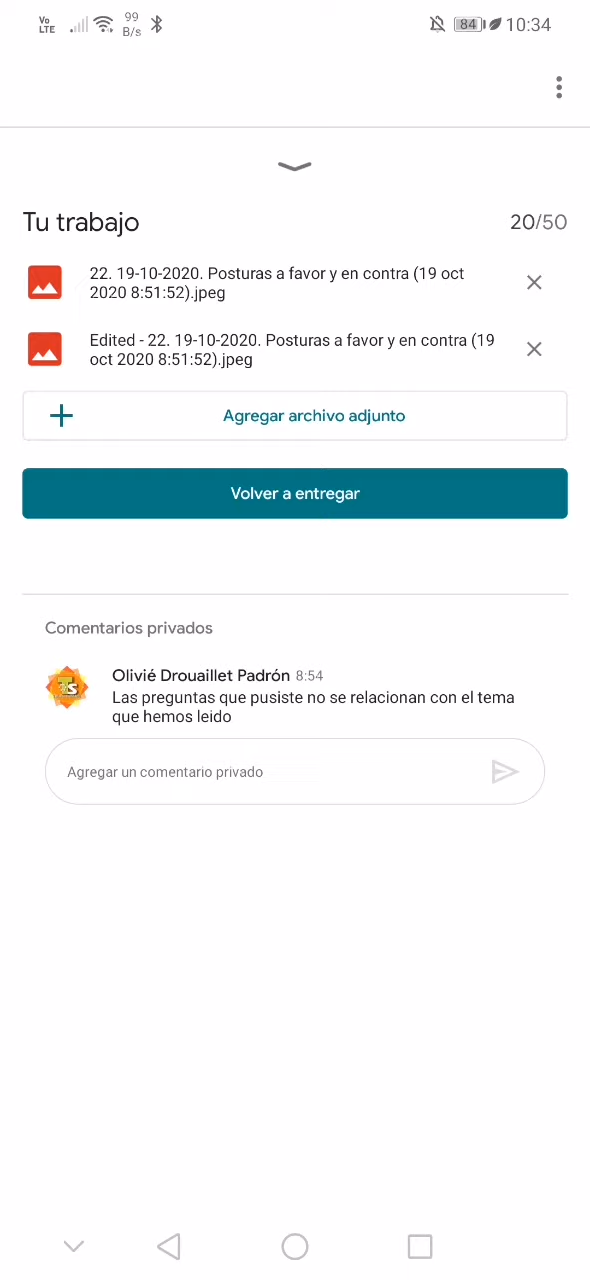 Vo LTE 99 B/s 84 10:34
Tu trabajo 20/50
22. 19-10-2020. Posturas a favor y en contra (19 oct
2020 8:51:52).jpeg
Edited - 22. 19-10-2020. Posturas a favor y en contra (19
oct 2020 8:51:52).jpeg
Agregar archivo adjunto
Volver a entregar
Comentarios privados
Olivié Drouaillet Padrón 8:54
Las preguntas que pusiste no se relacionan con el tema
que hemos leido
Agregar un comentario privado